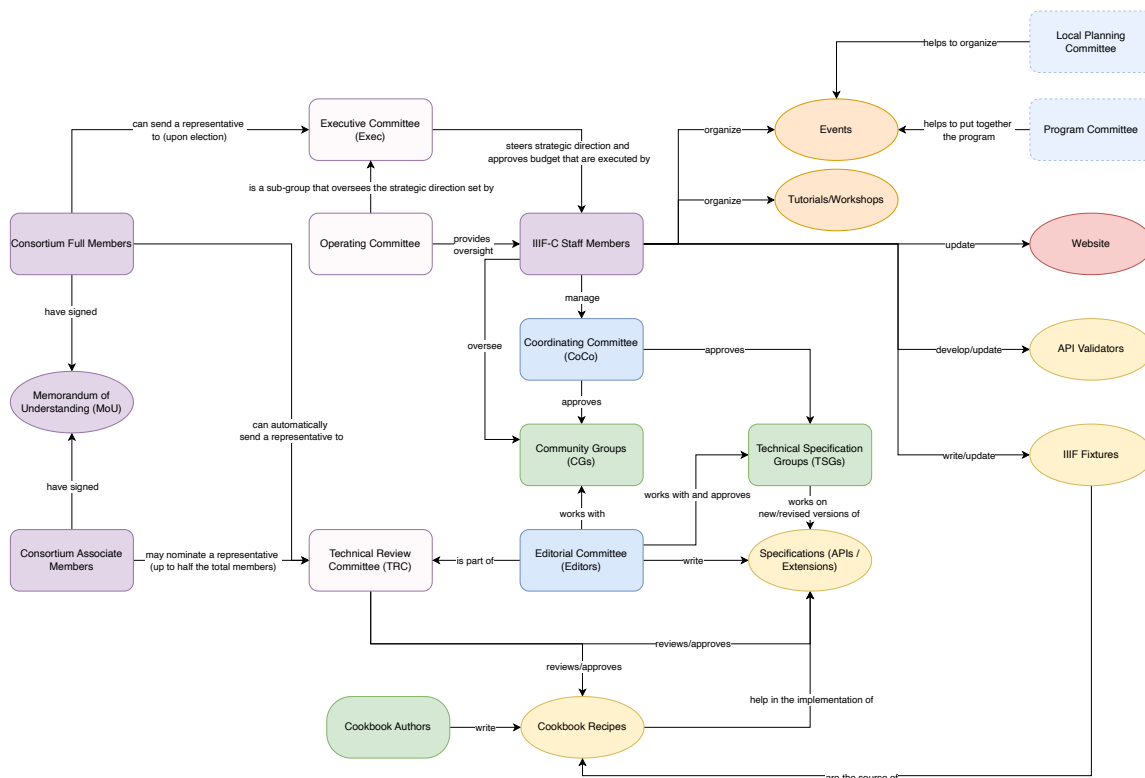 Local Planning
Committee
helps to organize
Executive Committee
(Exec)
can send a representative
to (upon election)
steers strategic direction and
approves budget that are executed by
organize
Events
helps to put together
the program
Program Committee
is a sub-group that oversees the strategic direction set by
organize
Tutorials/Workshops
Consortium Full Members
Operating Committee
provides
oversight
IIIF-C Staff Members
update
Website
manage
have signed
oversee
Coordinating Committee
(CoCo)
approves
develop/update
API Validators
Memorandum of
Understanding (MoU)
approves
can automatically
send a representative to
Community Groups
(CGs)
Technical Specification
Groups (TSGs)
write/update
IIIF Fixtures
have signed
works with and approves
works with
works on
new/revised versions of
Consortium Associate
Members
may nominate a representative
(up to half the total members)
Technical Review
Committee (TRC)
is part of
Editorial Committee
(Editors)
write
Specifications (APIs /
Extensions)
reviews/approves
reviews/approves
help in the implementation of
Cookbook Authors
write
Cookbook Recipes
are the source of